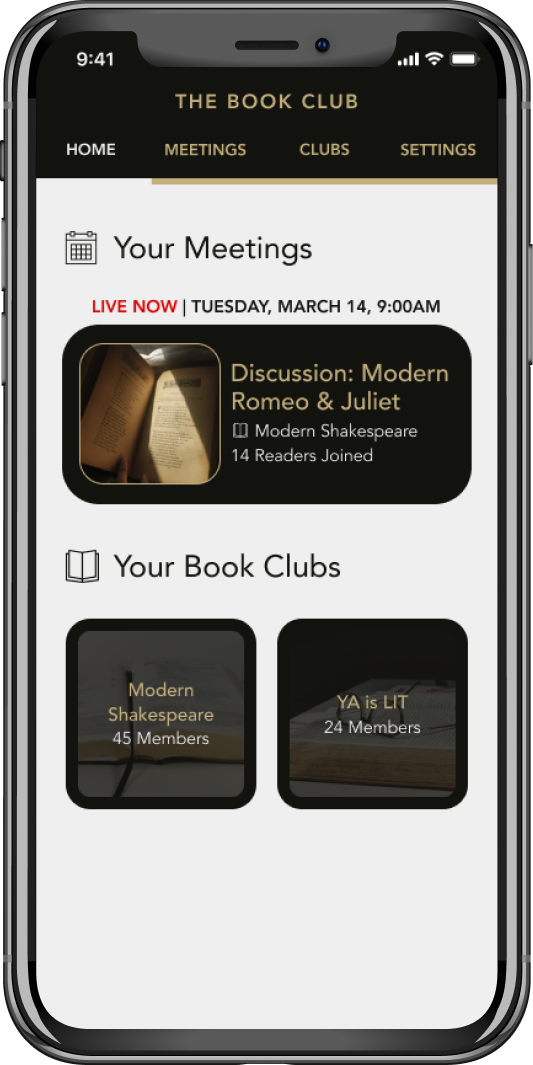 9:41
THE BOOK CLUB
HOME MEETINGS CLUBS SETTINGS
Your Meetings
LIVE NOW | TUESDAY, MARCH 14, 9:00AM
Discussion: Modern
Romeo & Juliet
Modern Shakespeare
14 Readers Joined
Your Book Clubs
Modern
Shakespeare
45 Members
YA is LIT
24 Members